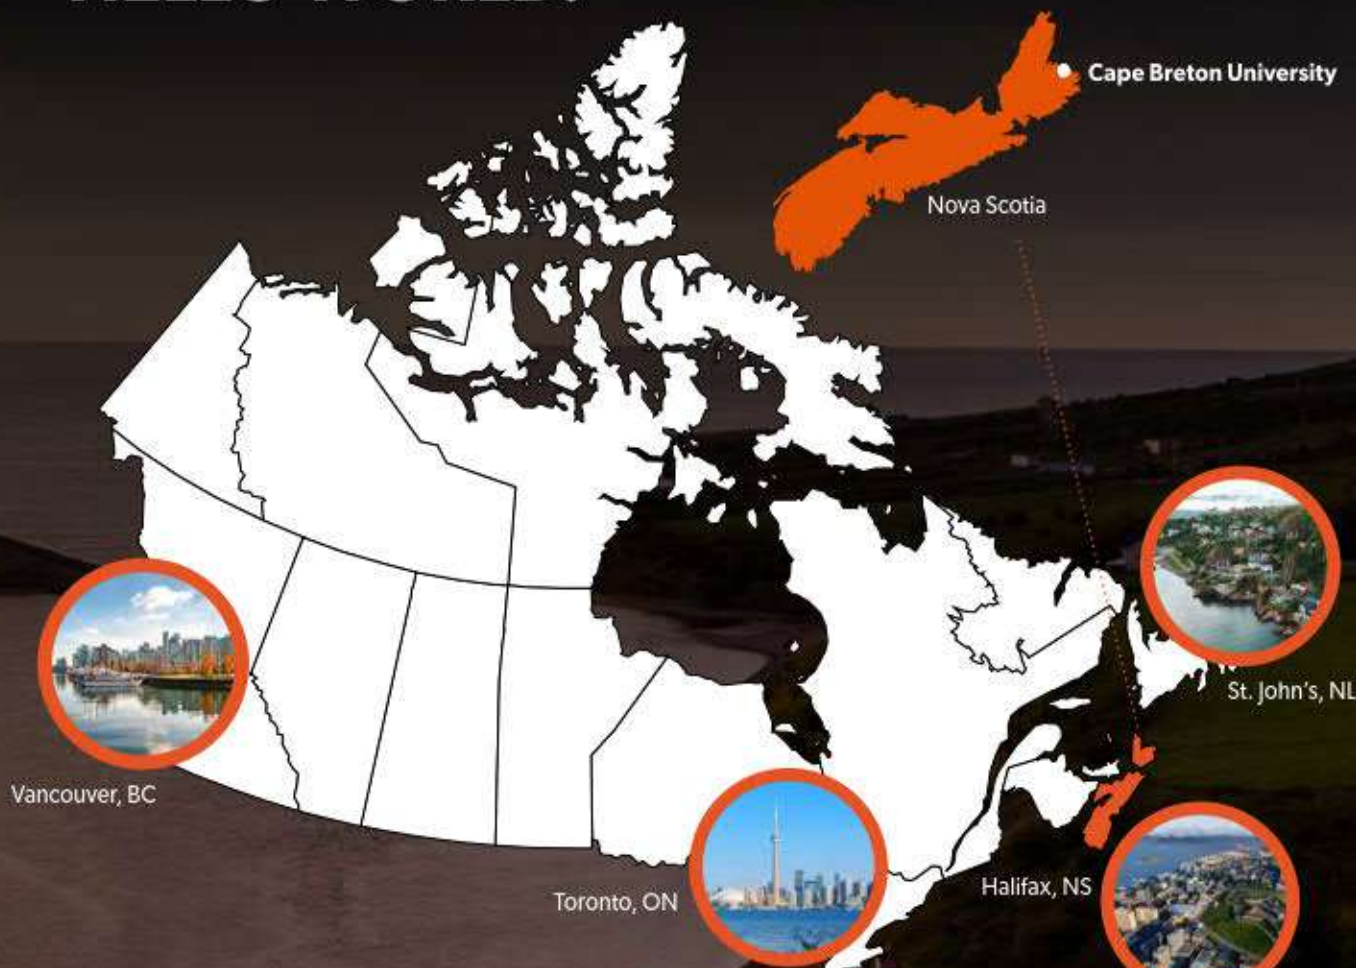 Cape Breton University
Nova Scotia
St. John's, NL
Vancouver, BC
Halifax, NS
Toronto, ON